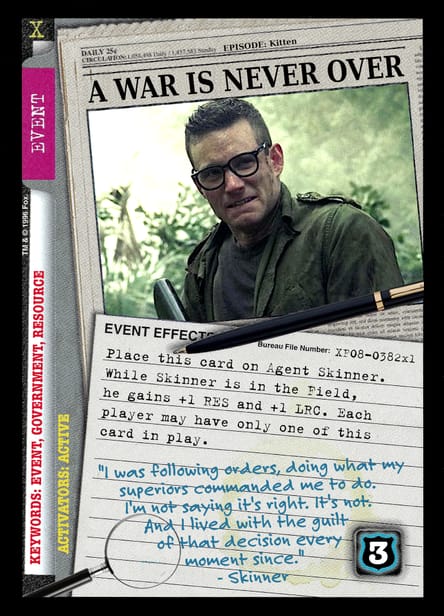 X
EVENT
TM & © 1996 Fox.
KEYWORDS: EVENT, GOVERNMENT, RESOURCE
ACTIVATORS: ACTIVE
DAILY 25¢
CIRCULATION: 1,058,498 Daily / 1,437,583 Sunday
EPISODE: Kitten
A WAR IS NEVER OVER
EVENT EFFECT
Bureau File Number: XF08-0382x1
Place this card on Agent Skinner.
While Skinner is in the Field,
he gains +1 RES and +1 LRC. Each
player may have only one of this
card in play.
"I was following orders, doing what my
superiors commanded me to do.
I'm not saying it's right. It's not.
And I lived with the guilt
of that decision every
moment since."
- Skinner
3